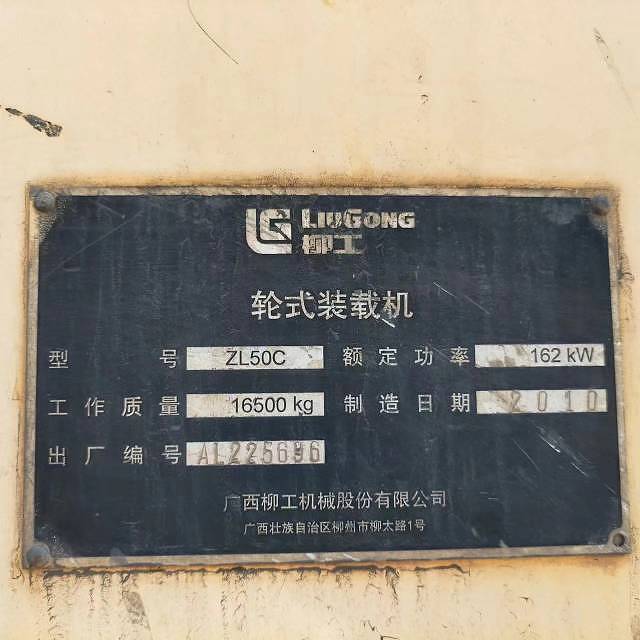 LG LIUGONG
柳工
轮式装载机
型号 ZL50C 额定功率 162 kW
工作质量 16500 kg 制造日期 2010
出厂编号 AL225696
广西柳工机械股份有限公司
广西壮族自治区柳州市柳太路1号